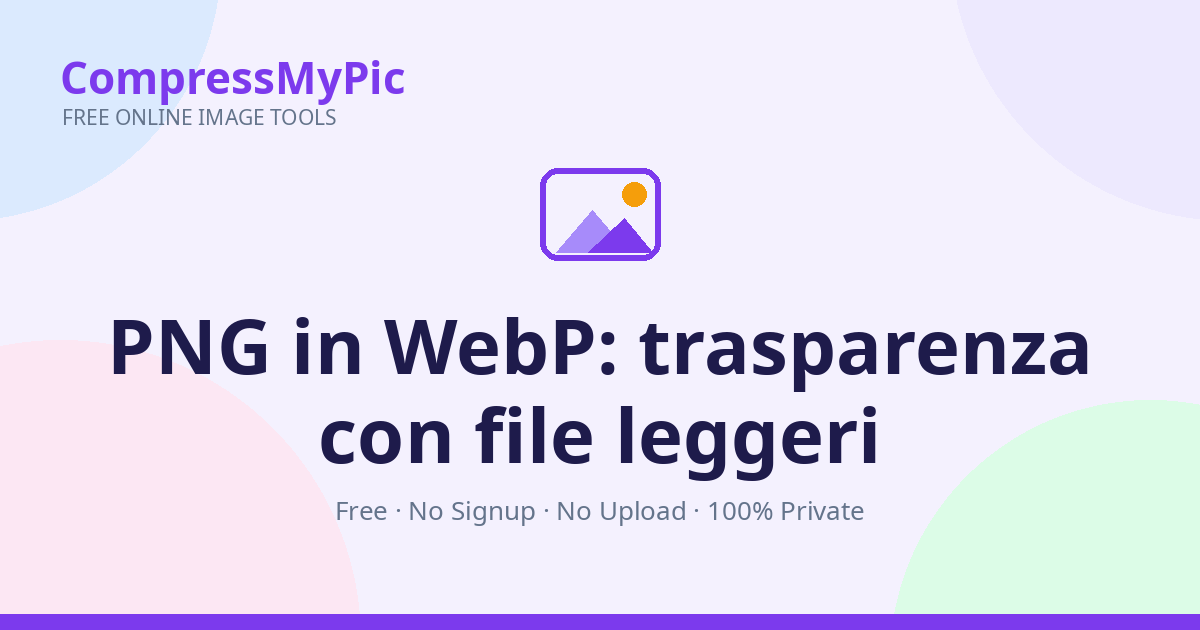 CompressMyPic
FREE ONLINE IMAGE TOOLS
PNG in WebP: trasparenza
con file leggeri
Free · No Signup · No Upload · 100% Private